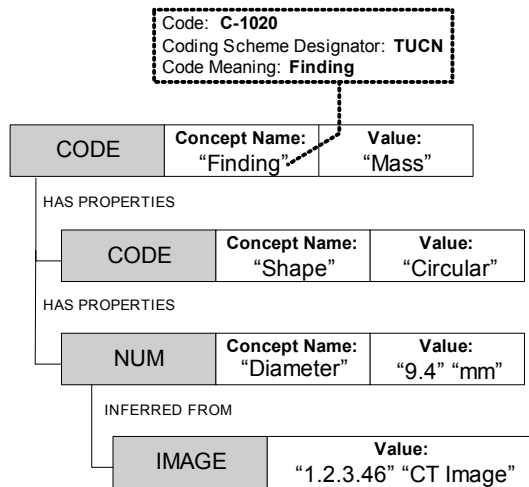 Code: C-1020
Coding Scheme Designator: TUCN
Code Meaning: Finding
CODE
Concept Name:
“Finding”
Value:
“Mass”
HAS PROPERTIES
CODE
Concept Name:
“Shape”
Value:
“Circular”
HAS PROPERTIES
NUM
Concept Name:
“Diameter”
Value:
“9.4” “mm”
INFERRED FROM
IMAGE
Value:
“1.2.3.46” “CT Image”